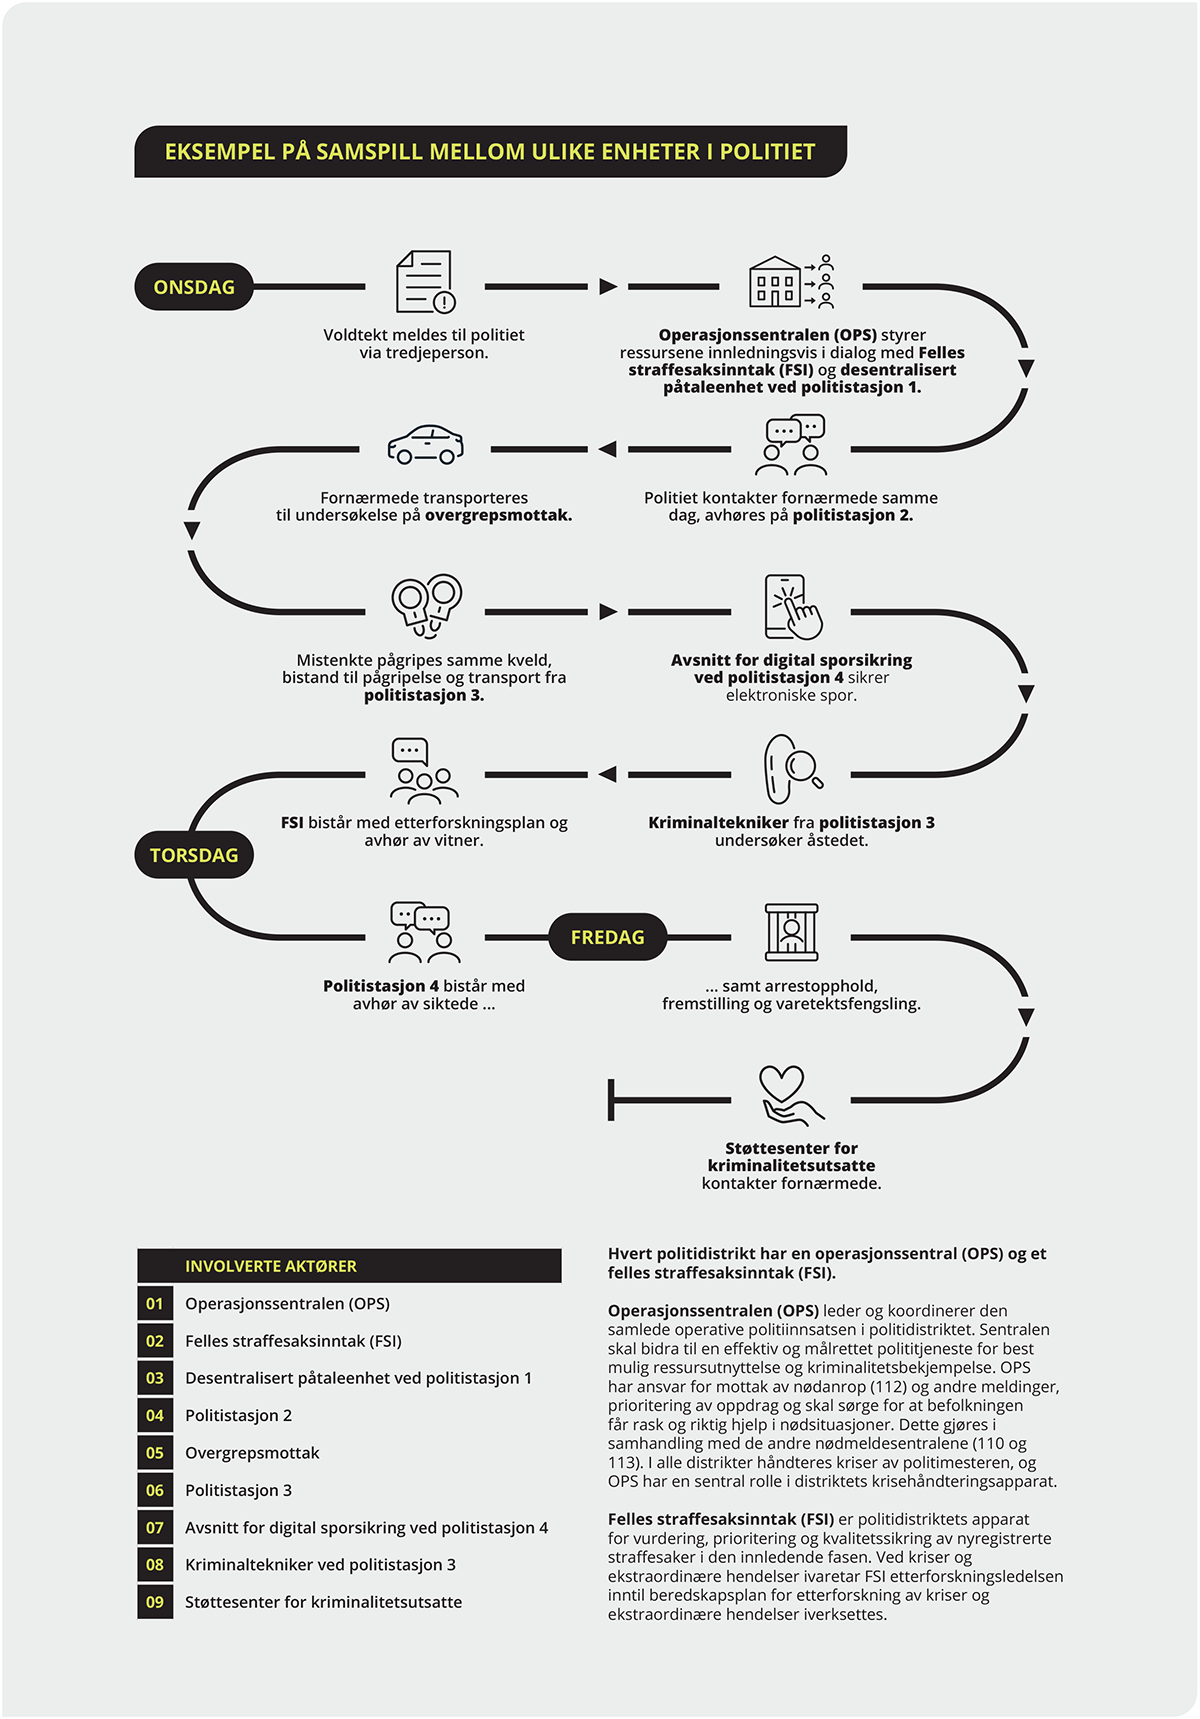 EKSEMPEL PÅ SAMSPILL MELLOM ULIKE ENHETER I POLITIET
ONSDAG
Voldtekt meldes til politiet
via tredjeperson.
Operasjonssentralen (OPS) styrer
ressursene innledningsvis i dialog med Felles
straffesaksinntak (FSI) og desentralisert
påtaleenhet ved politistasjon 1.
Politiet kontakter fornærmede samme
dag, avhøres på politistasjon 2.
Fornærmede transporteres
til undersøkelse på overgrepsmottak.
Mistenkte pågripes samme kveld,
bistand til pågripelse og transport fra
politistasjon 3.
Avsnitt for digital sporsikring
ved politistasjon 4 sikrer
elektroniske spor.
Kriminaltekniker fra politistasjon 3
undersøker åstedet.
FSI bistår med etterforskningsplan og
avhør av vitner.
TORSDAG
Politistasjon 4 bistår med
avhør av siktede ...
FREDAG
... samt arrestopphold,
fremstilling og varetektsfengsling.
Støttesenter for
kriminalitetsutsatte
kontakter fornærmede.
INVOLVERTE AKTØRER
01 Operasjonssentralen (OPS)
02 Felles straffesaksinntak (FSI)
03 Desentralisert påtaleenhet ved politistasjon 1
04 Politistasjon 2
05 Overgrepsmottak
06 Politistasjon 3
07 Avsnitt for digital sporsikring ved politistasjon 4
08 Kriminaltekniker ved politistasjon 3
09 Støttesenter for kriminalitetsutsatte
Hvert politidistrikt har en operasjonssentral (OPS) og et
felles straffesaksinntak (FSI).
Operasjonssentralen (OPS) leder og koordinerer den
samlede operative politiinnsatsen i politidistriktet. Sentralen
skal bidra til en effektiv og målrettet polititjeneste for best
mulig ressursutnyttelse og kriminalitetsbekjempelse. OPS
har ansvar for mottak av nødanrop (112) og andre meldinger,
prioritering av oppdrag og skal sørge for at befolkningen
får rask og riktig hjelp i nødsituasjoner. Dette gjøres i
samhandling med de andre nødmeldesentralene (110 og
113). I alle distrikter håndteres kriser av politimesteren, og
OPS har en sentral rolle i distriktets krisehåndteringsapparat.
Felles straffesaksinntak (FSI) er politidistriktets apparat
for vurdering, prioritering og kvalitetssikring av nyregistrerte
straffesaker i den innledende fasen. Ved kriser og
ekstraordinære hendelser ivaretar FSI etterforskningsledelsen
inntil beredskapsplan for etterforskning av kriser og
ekstraordinære hendelser iverksettes.